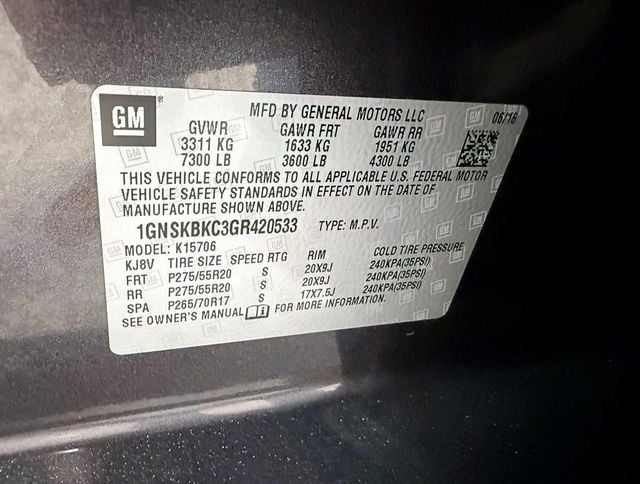 GM
MFD BY GENERAL MOTORS LLC 06/16
GVWR GAWR FRT GAWR RR
3311 KG 1633 KG 1951 KG
7300 LB 3600 LB 4300 LB
THIS VEHICLE CONFORMS TO ALL APPLICABLE U.S. FEDERAL MOTOR
VEHICLE SAFETY STANDARDS IN EFFECT ON THE DATE OF
MANUFACTURE SHOWN ABOVE.
1GNSKBKC3GR420533 TYPE: M.P.V.
MODEL: K15706
KJ8V TIRE SIZE SPEED RTG RIM COLD TIRE PRESSURE
FRT P275/55R20 S 20X9J 240KPA(35PSI)
RR P275/55R20 S 20X9J 240KPA(35PSI)
SPA P265/70R17 S 17X7.5J 240KPA(35PSI)
SEE OWNER'S MANUAL FOR MORE INFORMATION.